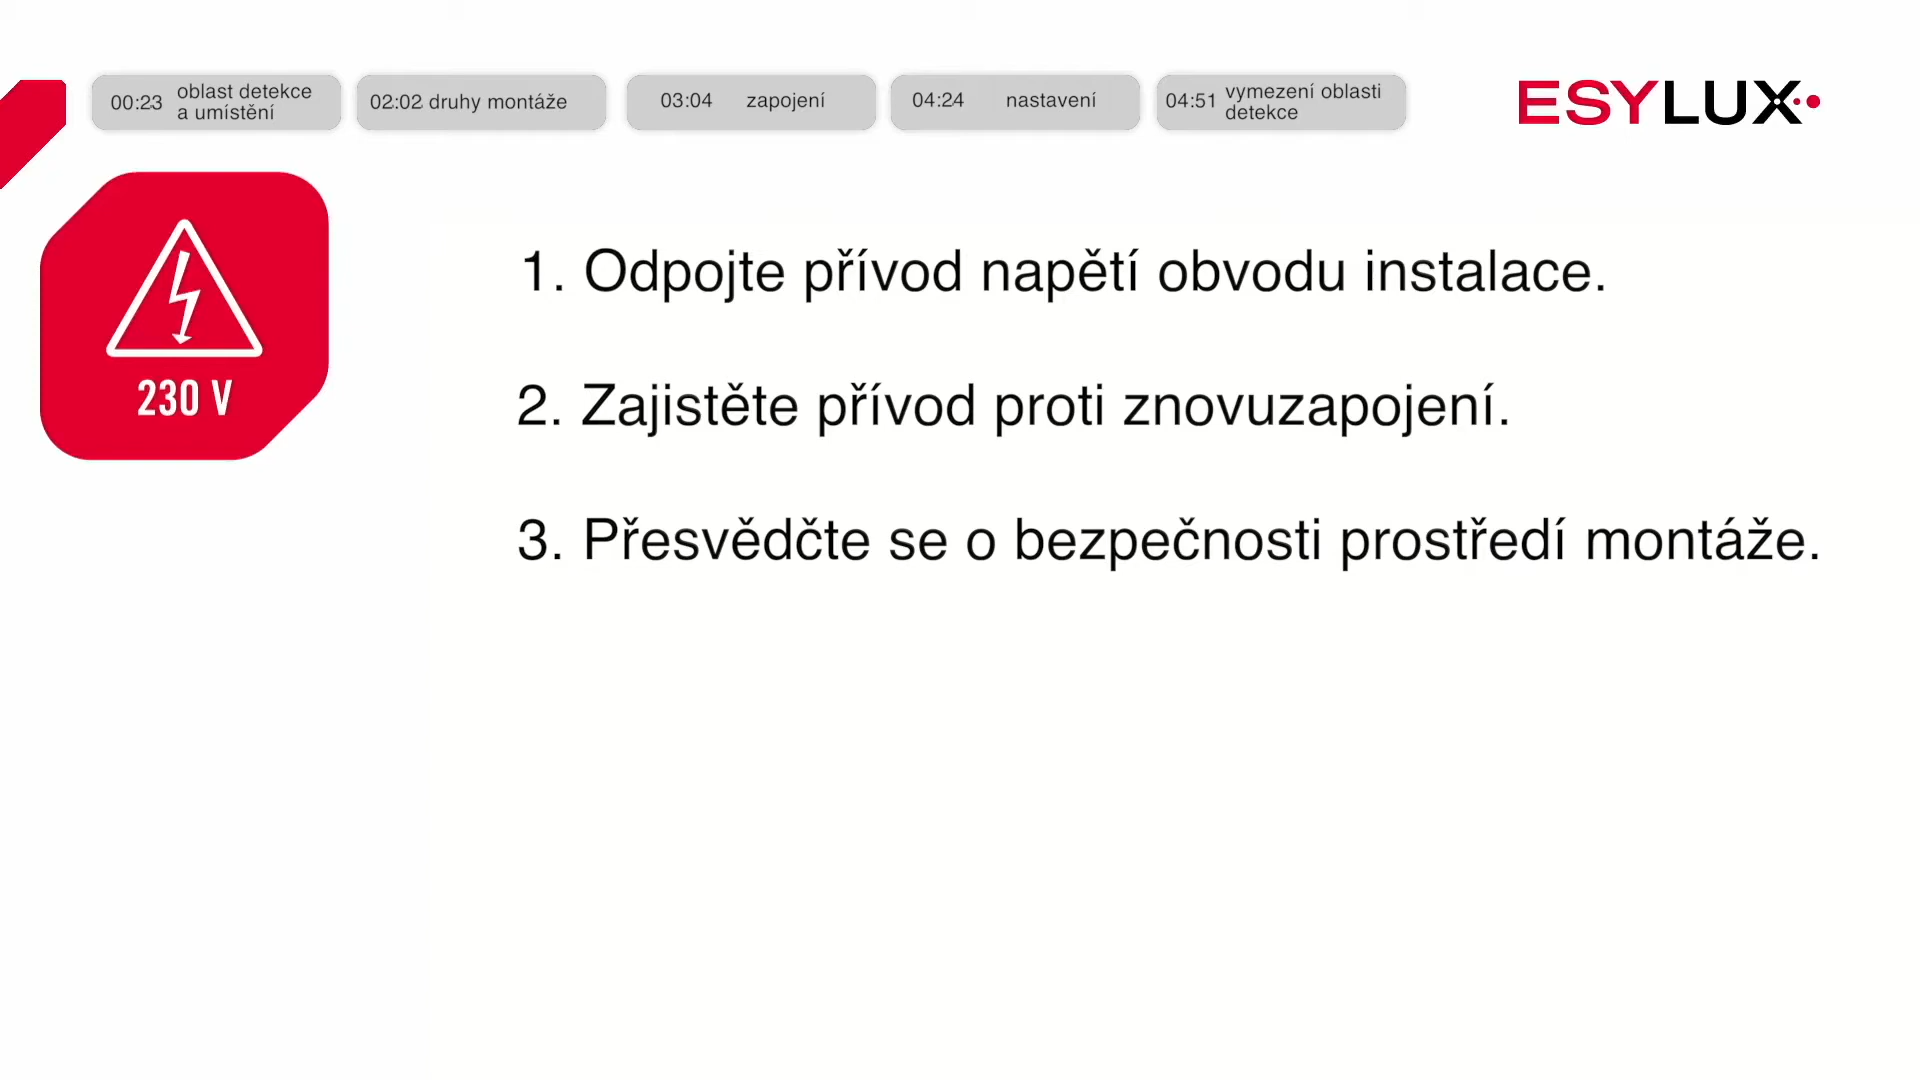 00:23 oblast detekce
a umístění
02:02 druhy montáže
03:04 zapojení
04:24 nastavení
04:51 vymezení oblasti
detekce
ESYLUX
230 V
1. Odpojte přívod napětí obvodu instalace.
2. Zajistěte přívod proti znovuzapojení.
3. Přesvědčte se o bezpečnosti prostředí montáže.